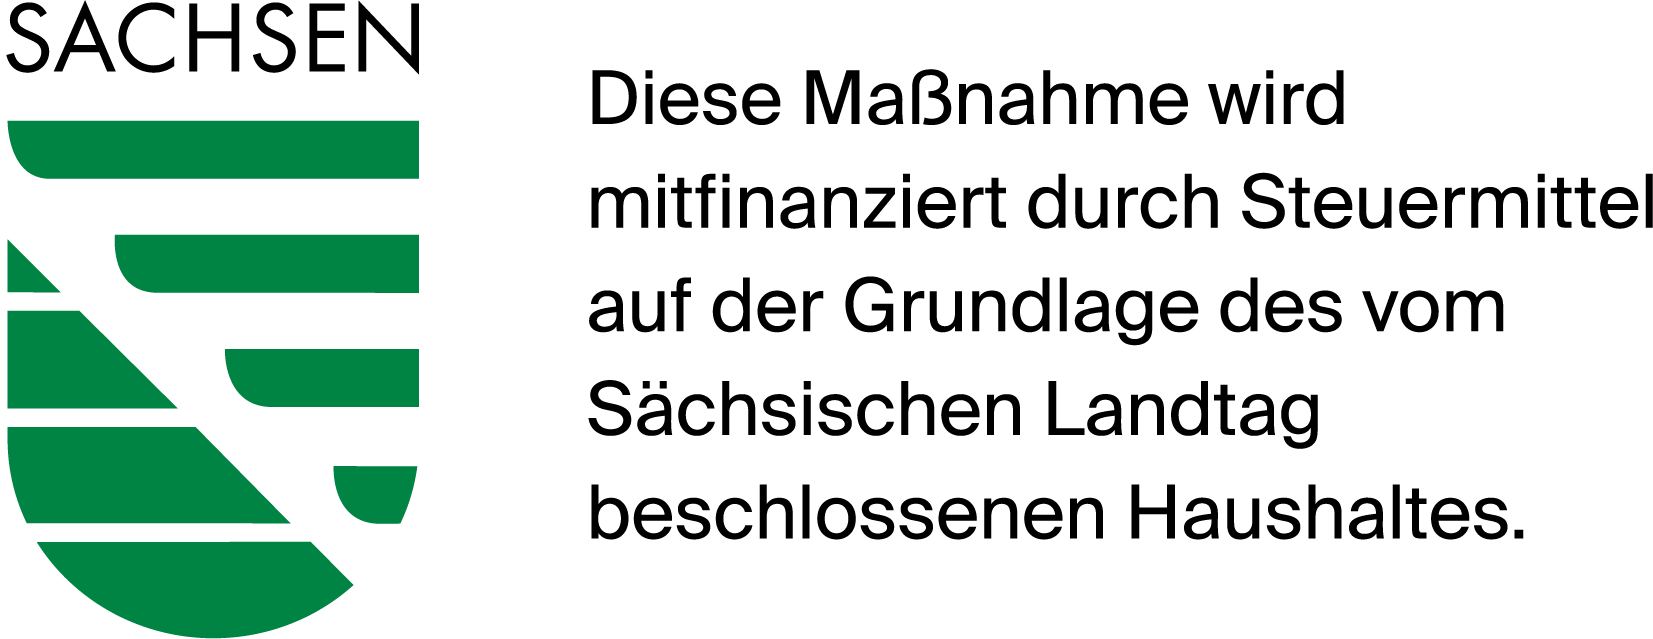 SACHSEN
Diese Maßnahme wird
mitfinanziert durch Steuermittel
auf der Grundlage des vom
Sächsischen Landtag
beschlossenen Haushaltes.